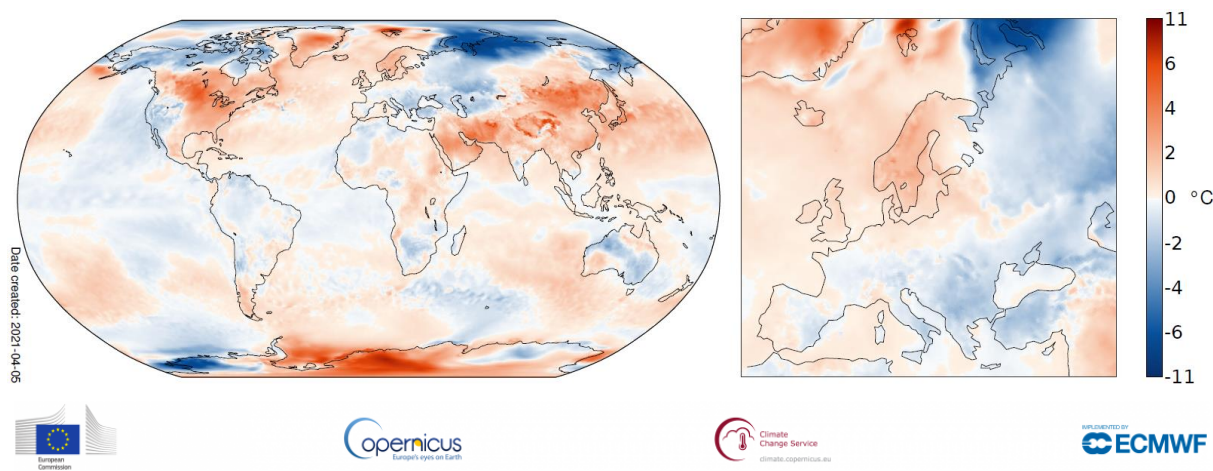 11
6
4
2
0 °C
-2
-4
-6
-11
Date created: 2021-04-05
European
Commission
opernicus
Europe's eyes on Earth
Climate
Change Service
climate.copernicus.eu
IMPLEMENTED BY
ECMWF